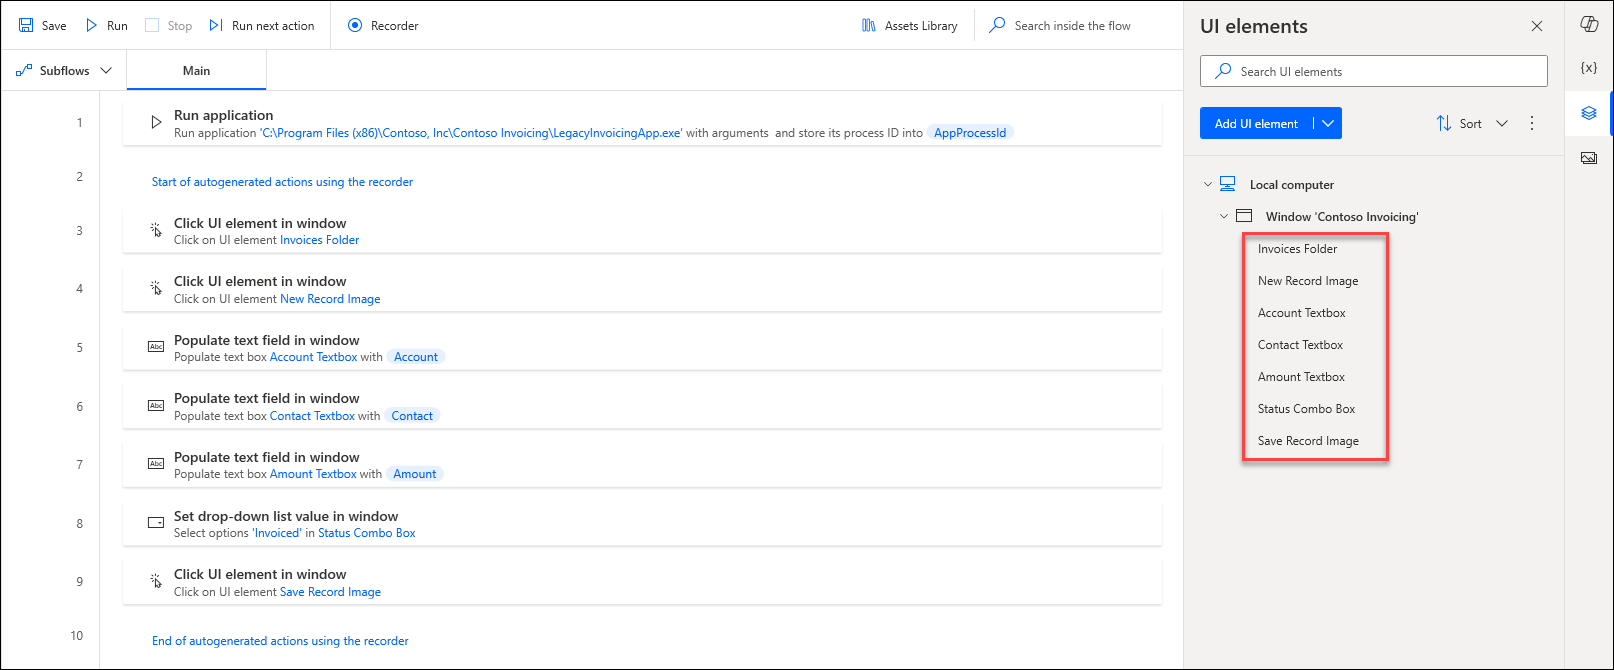 Save Run Stop Run next action Recorder Assets Library Search inside the flow
Subflows Main
1 Run application
Run application 'C:\Program Files (x86)\Contoso, Inc\Contoso Invoicing\LegacyInvoicingApp.exe' with arguments and store its process ID into AppProcessId
2 Start of autogenerated actions using the recorder
3 Click UI element in window
Click on UI element Invoices Folder
4 Click UI element in window
Click on UI element New Record Image
5 Populate text field in window
Abc Populate text box Account Textbox with Account
6 Populate text field in window
Abc Populate text box Contact Textbox with Contact
7 Populate text field in window
Abc Populate text box Amount Textbox with Amount
8 Set drop-down list value in window
Select options 'Invoiced' in Status Combo Box
9 Click UI element in window
Click on UI element Save Record Image
10 End of autogenerated actions using the recorder
UI elements
Search UI elements
{x}
Add UI element Sort
Local computer
Window 'Contoso Invoicing'
Invoices Folder
New Record Image
Account Textbox
Contact Textbox
Amount Textbox
Status Combo Box
Save Record Image